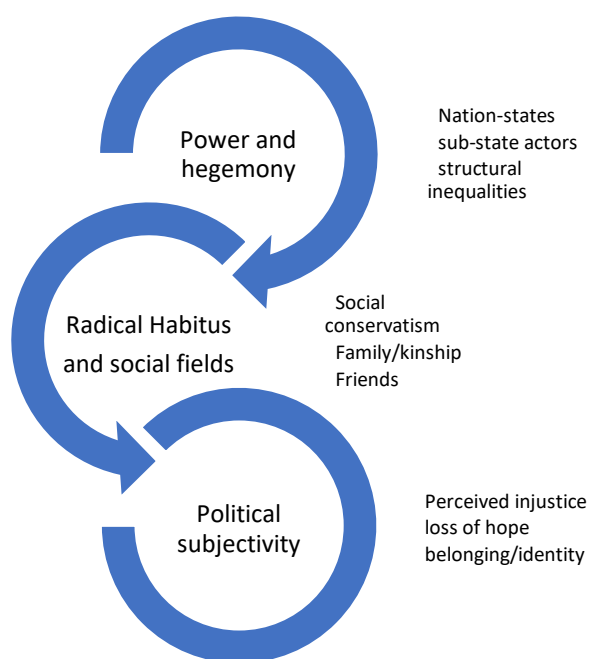 Power and
hegemony
Nation-states
sub-state actors
structural
inequalities
Radical Habitus
and social fields
Social
conservatism
Family/kinship
Friends
Political
subjectivity
Perceived injustice
loss of hope
belonging/identity